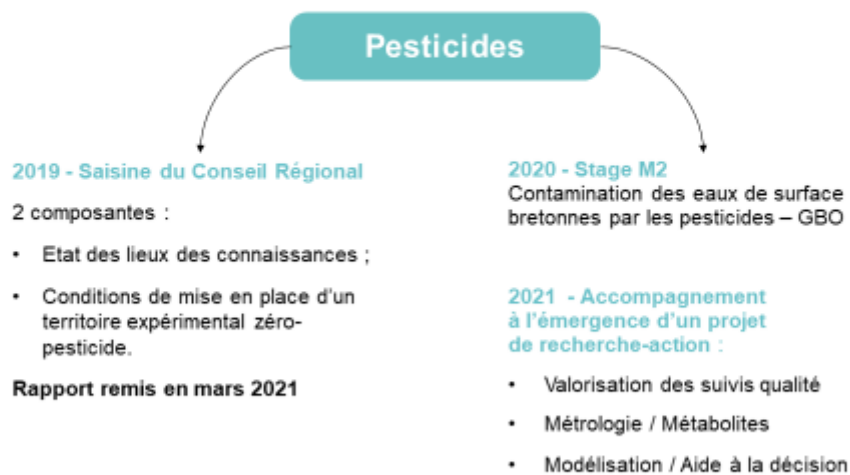 Pesticides
2019 - Saisine du Conseil Régional
2 composantes :
• Etat des lieux des connaissances ;
• Conditions de mise en place d'un
territoire expérimental zéro-
pesticide.
Rapport remis en mars 2021
2020 - Stage M2
Contamination des eaux de surface
bretonnes par les pesticides – GBO
2021 - Accompagnement
à l'émergence d'un projet
de recherche-action :
• Valorisation des suivis qualité
• Métrologie / Métabolites
• Modélisation / Aide à la décision